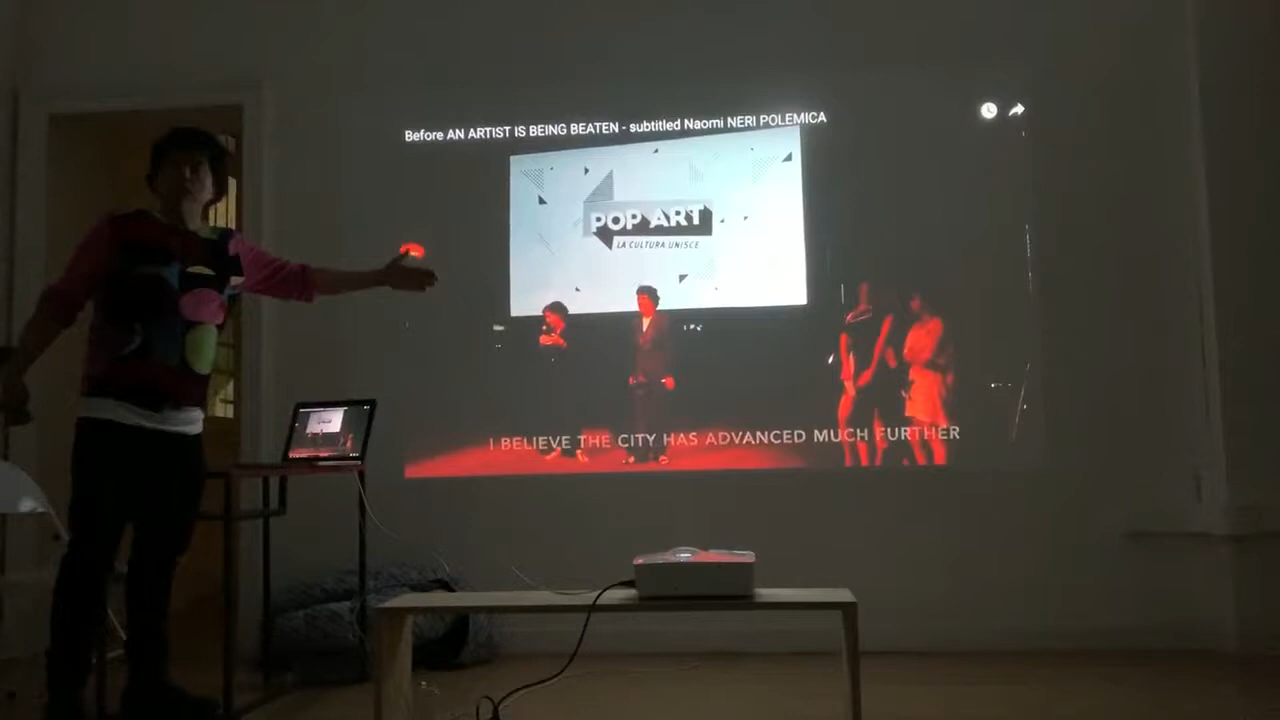 Before AN ARTIST IS BEING BEATEN - subtitled Naomi NERI POLEMICA
POP ART
LA CULTURA UNISCE
I BELIEVE THE CITY HAS ADVANCED MUCH FURTHER